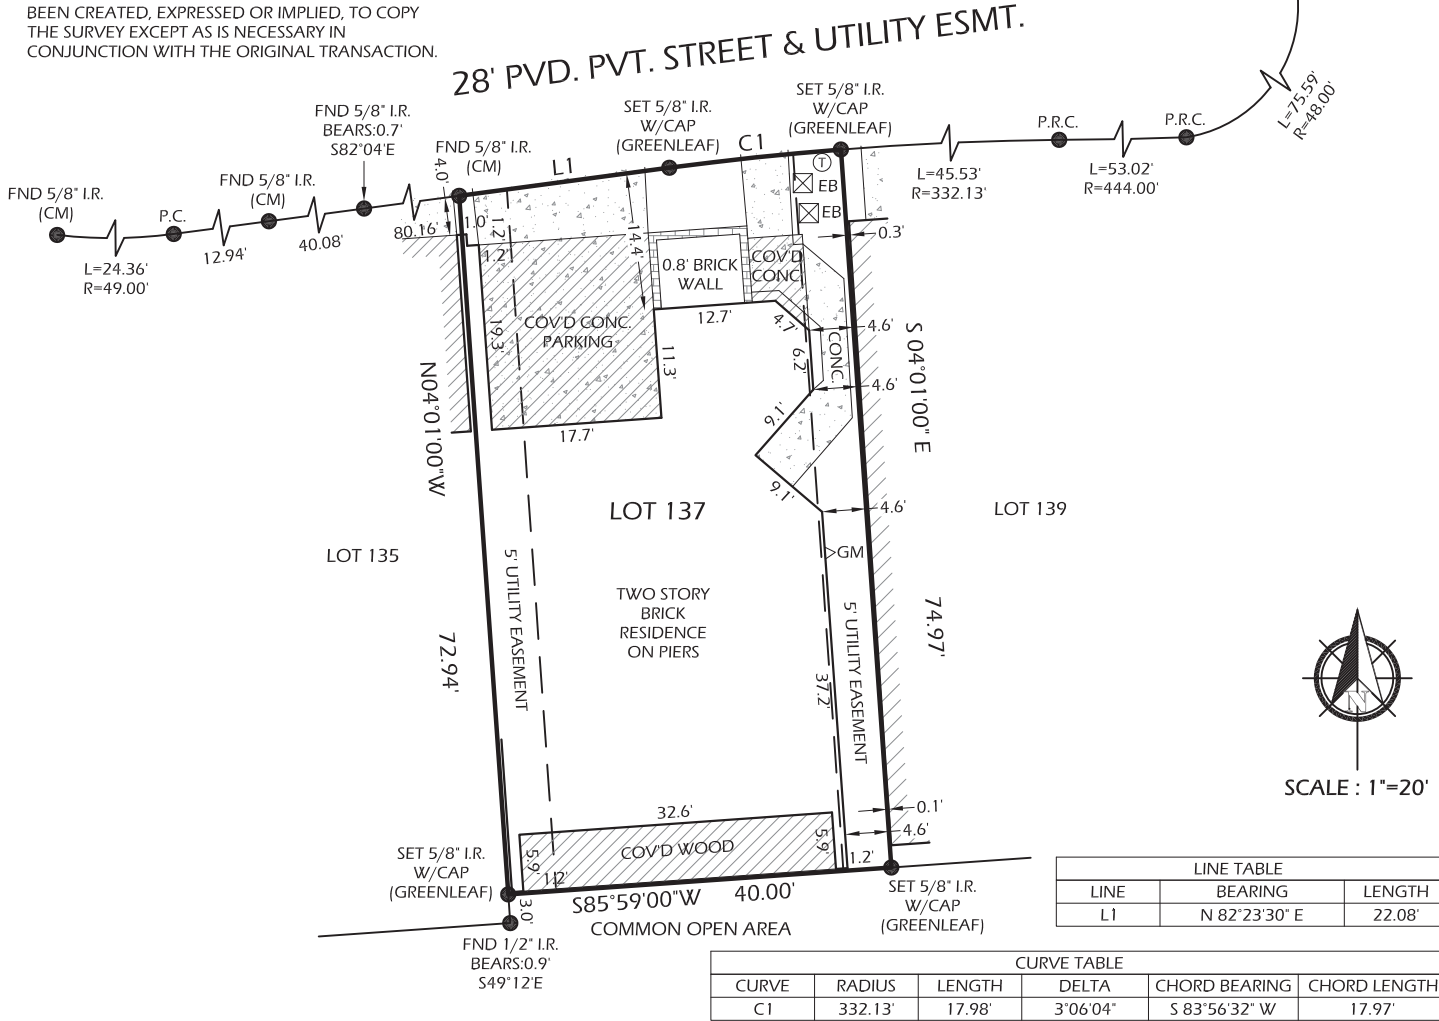 BEEN CREATED, EXPRESSED OR IMPLIED, TO COPY
THE SURVEY EXCEPT AS IS NECESSARY IN
CONJUNCTION WITH THE ORIGINAL TRANSACTION.
28' PVD. PVT. STREET & UTILITY ESMT.
L=75.59'
R=48.00'
FND 5/8" I.R.
(CM)
P.C.
L=24.36'
R=49.00'
12.94'
FND 5/8" I.R.
(CM)
40.08'
FND 5/8" I.R.
BEARS:0.7'
S82°04'E
80.16'
FND 5/8" I.R.
(CM)
4.0'
L1
SET 5/8" I.R.
W/CAP
(GREENLEAF)
C1
SET 5/8" I.R.
W/CAP
(GREENLEAF)
L=45.53'
R=332.13'
P.R.C.
L=53.02'
R=444.00'
P.R.C.
1.0'
1.2'
1.2'
14.4'
T
EB
EB
0.3'
0.8' BRICK
WALL
COV'D
CONC.
COV'D CONC.
PARKING
19.3'
12.7'
4.7'
11.3'
6.2'
CONC.
4.6'
4.6'
17.7'
9.1'
9.1'
4.6'
N04°01'00"W
S 04°01'00" E
LOT 137
LOT 135
LOT 139
GM
5' UTILITY EASEMENT
TWO STORY
BRICK
RESIDENCE
ON PIERS
5' UTILITY EASEMENT
72.94'
74.97'
37.2'
32.6'
0.1'
4.6'
COV'D WOOD
5.9'
1.2'
5.9'
1.2'
SET 5/8" I.R.
W/CAP
(GREENLEAF)
3.0'
S85°59'00"W 40.00'
COMMON OPEN AREA
SET 5/8" I.R.
W/CAP
(GREENLEAF)
FND 1/2" I.R.
BEARS:0.9'
S49°12'E
N
SCALE : 1"=20'
LINE TABLE
LINE BEARING LENGTH
L1 N 82°23'30" E 22.08'
CURVE TABLE
CURVE RADIUS LENGTH DELTA CHORD BEARING CHORD LENGTH
C1 332.13' 17.98' 3°06'04" S 83°56'32" W 17.97'